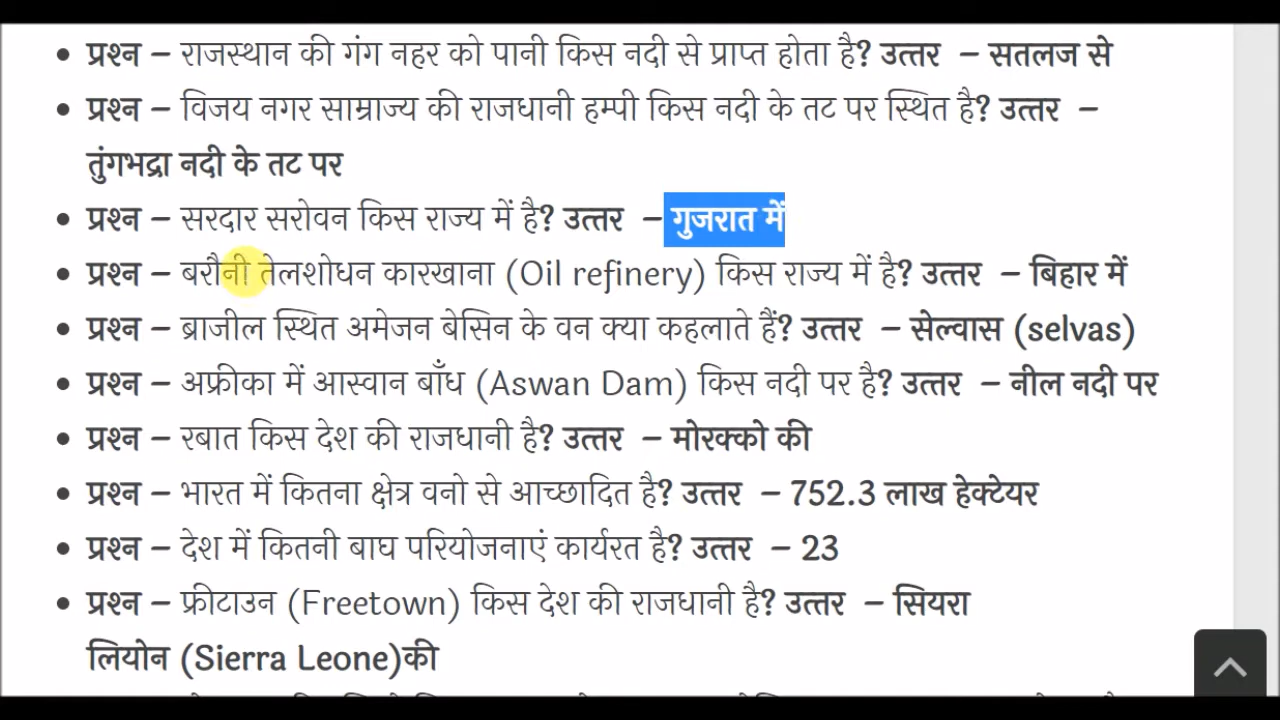 • प्रश्न – राजस्थान की गंग नहर को पानी किस नदी से प्राप्त होता है? उत्तर – सतलज से
• प्रश्न – विजय नगर साम्राज्य की राजधानी हम्पी किस नदी के तट पर स्थित है? उत्तर –
तुंगभद्रा नदी के तट पर
• प्रश्न – सरदार सरोवन किस राज्य में है? उत्तर – गुजरात में
• प्रश्न – बरौनी तेलशोधन कारखाना (Oil refinery) किस राज्य में है? उत्तर – बिहार में
• प्रश्न – ब्राजील स्थित अमेजन बेसिन के वन क्या कहलाते हैं? उत्तर – सेल्वास (selvas)
• प्रश्न – अफ्रीका में आस्वान बाँध (Aswan Dam) किस नदी पर है? उत्तर – नील नदी पर
• प्रश्न – रबात किस देश की राजधानी है? उत्तर – मोरक्को की
• प्रश्न – भारत में कितना क्षेत्र वनो से आच्छादित है? उत्तर – 752.3 लाख हेक्टेयर
• प्रश्न – देश में कितनी बाघ परियोजनाएं कार्यरत है? उत्तर – 23
• प्रश्न – फ्रीटाउन (Freetown) किस देश की राजधानी है? उत्तर – सियरा
लियोन (Sierra Leone)की